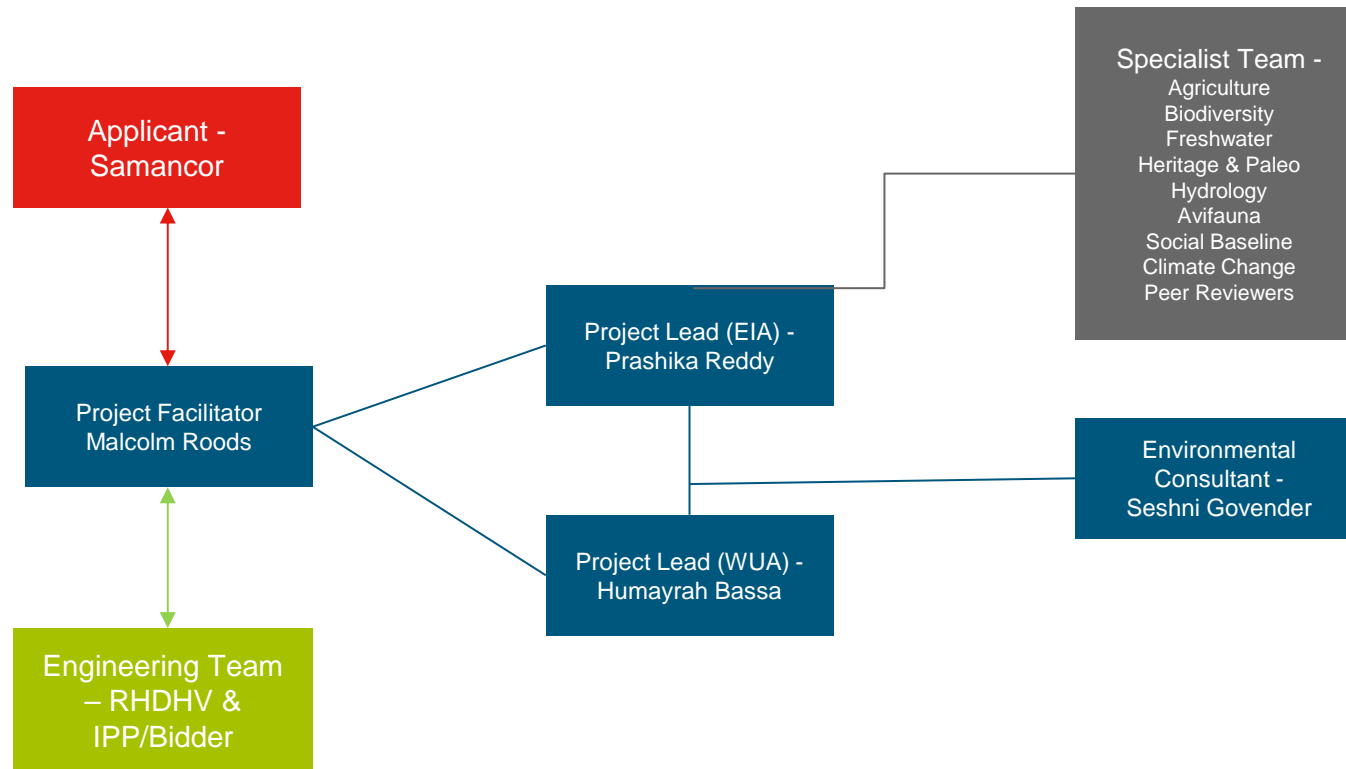 Applicant -
Samancor
Project Facilitator
Malcolm Roods
Engineering Team
– RHDHV &
IPP/Bidder
Project Lead (EIA) -
Prashika Reddy
Project Lead (WUA) -
Humayrah Bassa
Specialist Team -
Agriculture
Biodiversity
Freshwater
Heritage & Paleo
Hydrology
Avifauna
Social Baseline
Climate Change
Peer Reviewers
Environmental
Consultant -
Seshni Govender